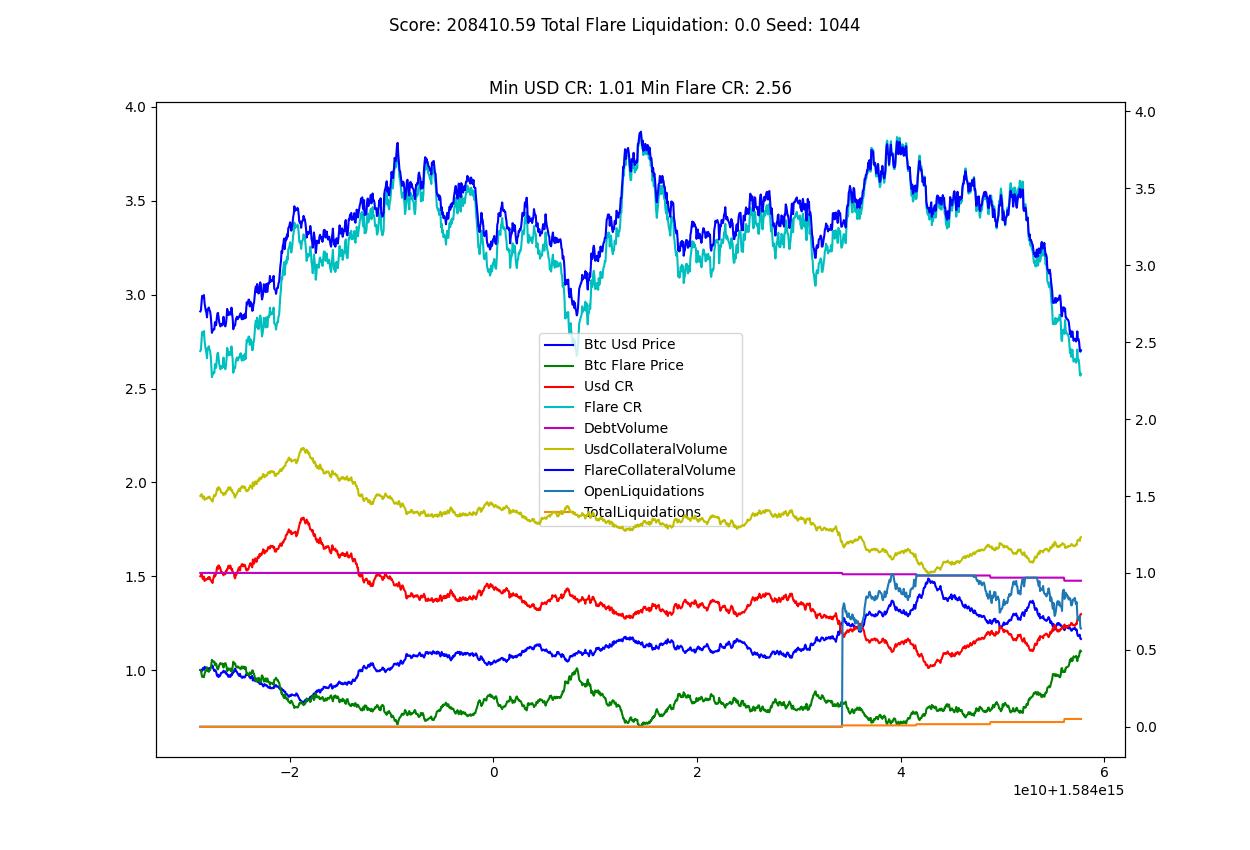 Score: 208410.59 Total Flare Liquidation: 0.0 Seed: 1044
Min USD CR: 1.01 Min Flare CR: 2.56
4.0
3.5
3.0
2.5
2.0
1.5
1.0
4.0
3.5
3.0
2.5
2.0
1.5
1.0
0.5
0.0
Btc Usd Price
Btc Flare Price
Usd CR
Flare CR
DebtVolume
UsdCollateralVolume
FlareCollateralVolume
OpenLiquidations
TotalLiquidations
−2
0
2
4
6
1e10+1.584e15